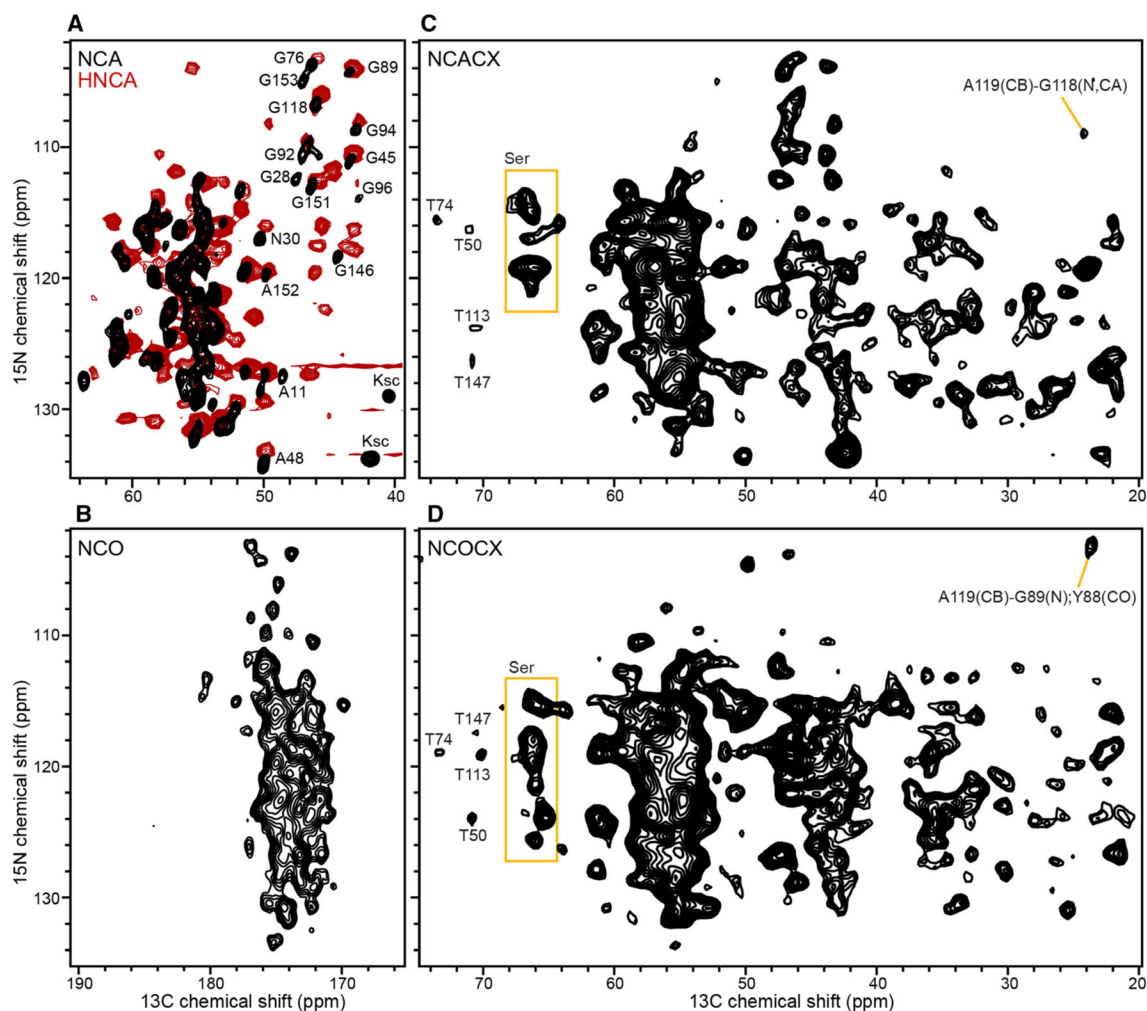 A
NCA
HNCA
G76
G89
G153
G118
G94
G92
G45
G28
G96
G151
N30
G146
A152
A11
Ksc
Ksc
A48
110
120
130
15N chemical shift (ppm)
60
50
40
C
NCACX
A119(CB)-G118(N,CA)
Ser
T74
T50
T113
T147
70
60
50
40
30
20
B
NCO
110
120
130
15N chemical shift (ppm)
190
180
170
13C chemical shift (ppm)
D
NCOCX
A119(CB)-G89(N);Y88(CO)
Ser
T147
T74
T113
T50
70
60
50
40
30
20
13C chemical shift (ppm)